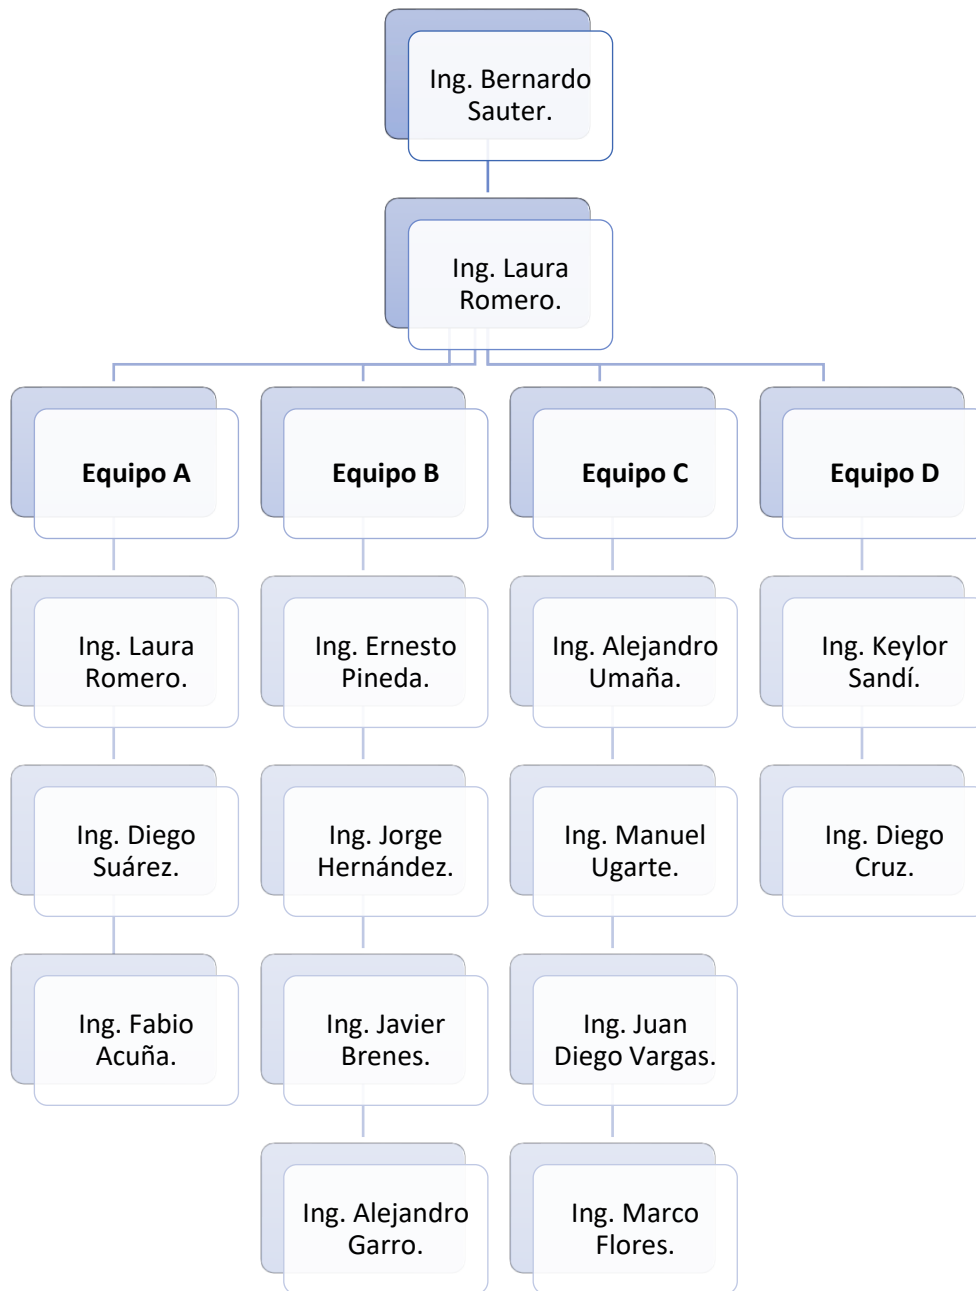 Ing. Bernardo
Sauter.
Ing. Laura
Romero.
Equipo A
Equipo B
Equipo C
Equipo D
Ing. Laura
Romero.
Ing. Ernesto
Pineda.
Ing. Alejandro
Umaña.
Ing. Keylor
Sandí.
Ing. Diego
Suárez.
Ing. Jorge
Hernández.
Ing. Manuel
Ugarte.
Ing. Diego
Cruz.
Ing. Fabio
Acuña.
Ing. Javier
Brenes.
Ing. Juan
Diego Vargas.
Ing. Alejandro
Garro.
Ing. Marco
Flores.